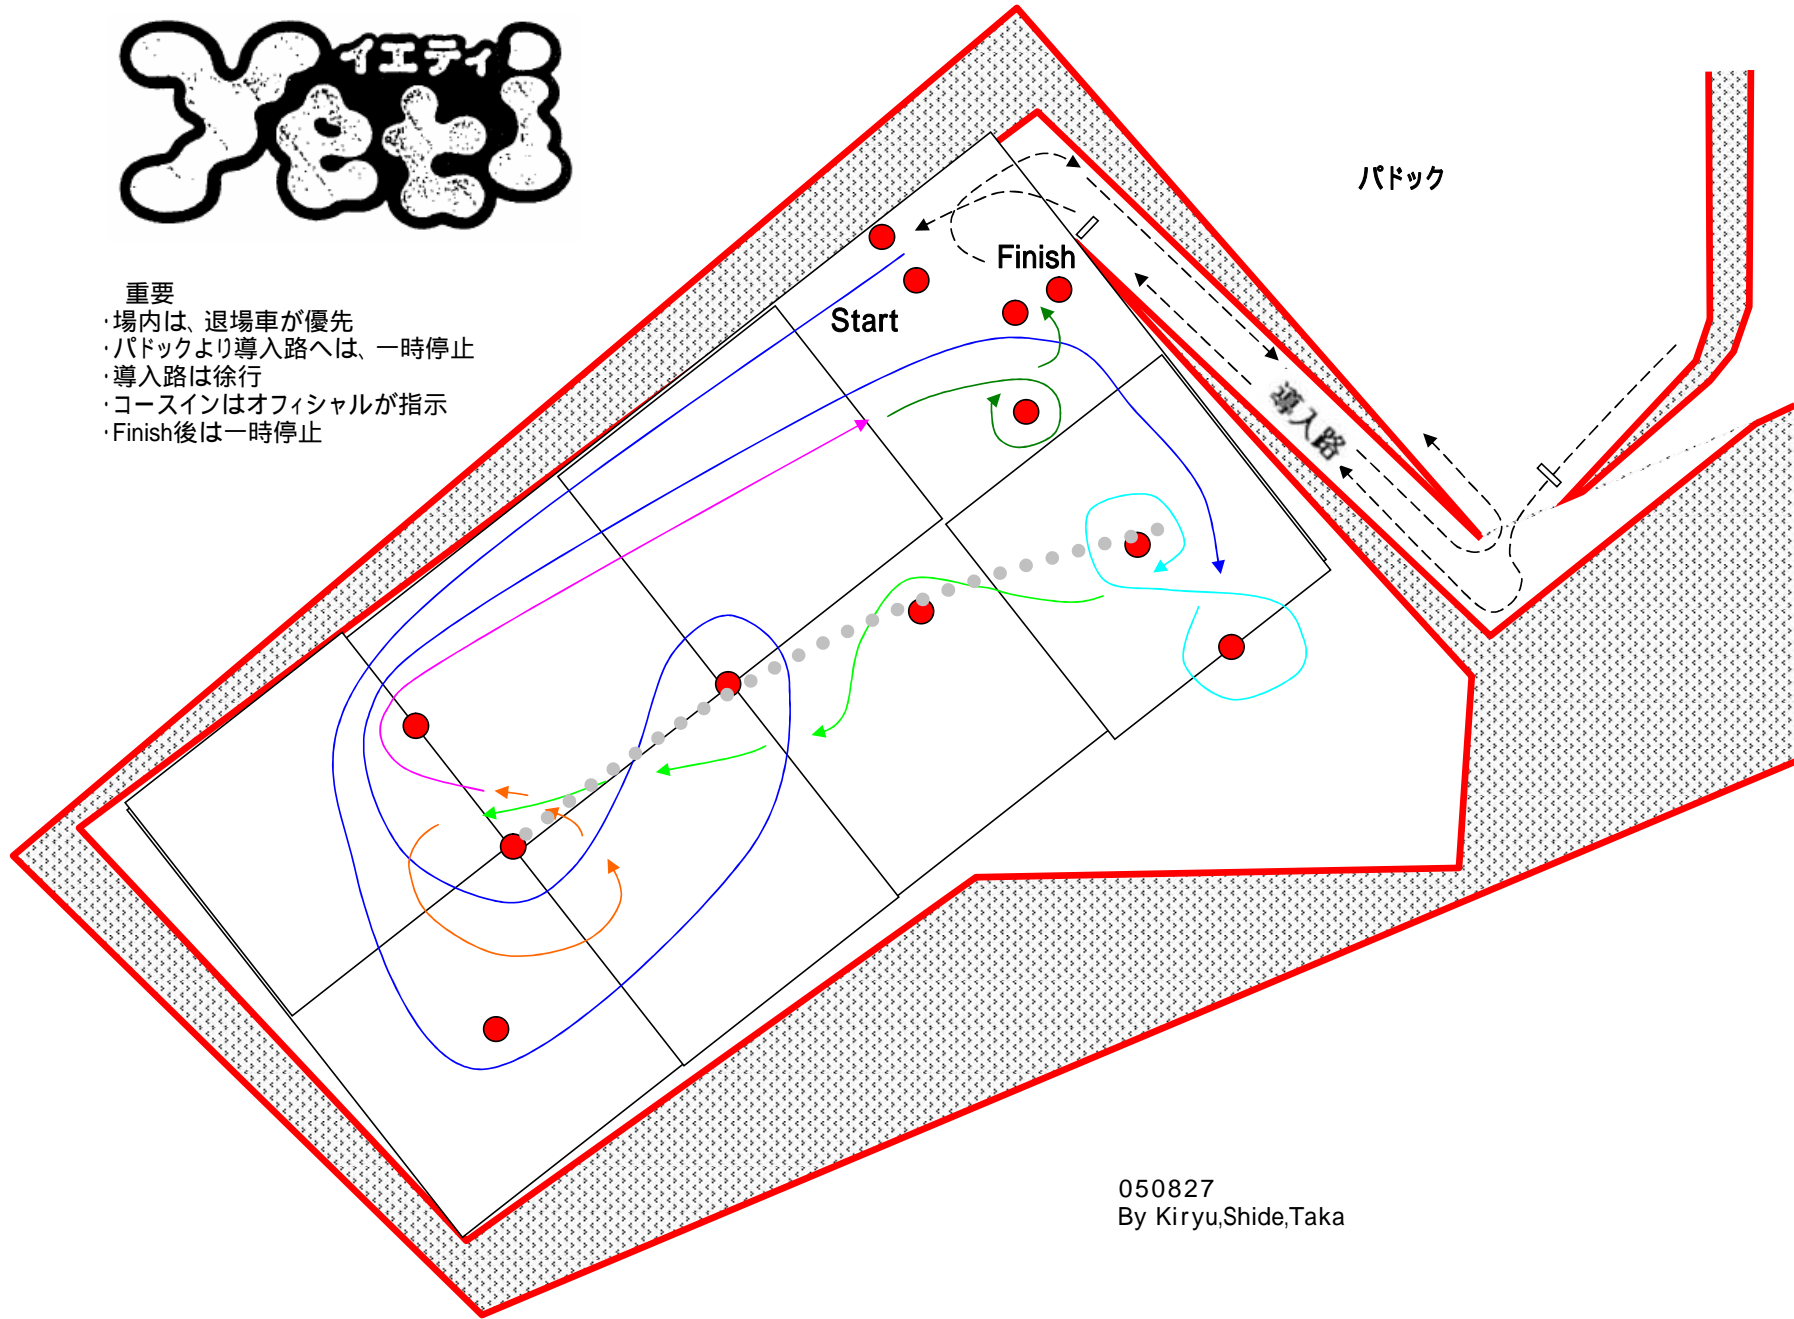 Yeti
イエティ
重要
・場内は、退場車が優先
・パドックより導入路へは、一時停止
・導入路は徐行
・コースインはオフィシャルが指示
・Finish後は一時停止
パドック
Finish
Start
導入路
050827
By Kiryu,Shide,Taka